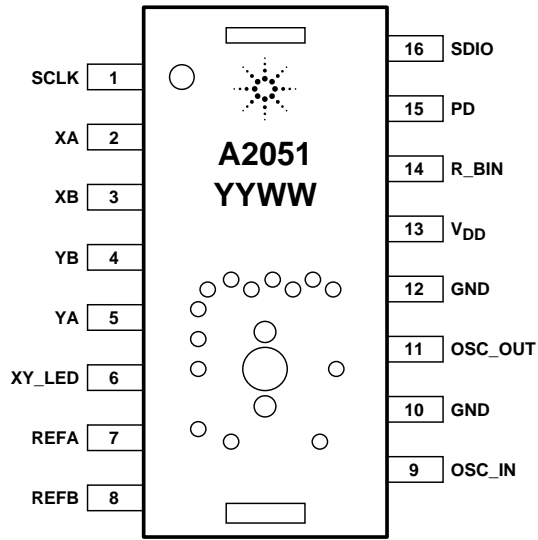 SCLK 1
XA 2
XB 3
YB 4
YA 5
XY_LED 6
REFA 7
REFB 8
A2051
YYWW
16 SDIO
15 PD
14 R_BIN
13 VDD
12 GND
11 OSC_OUT
10 GND
9 OSC_IN